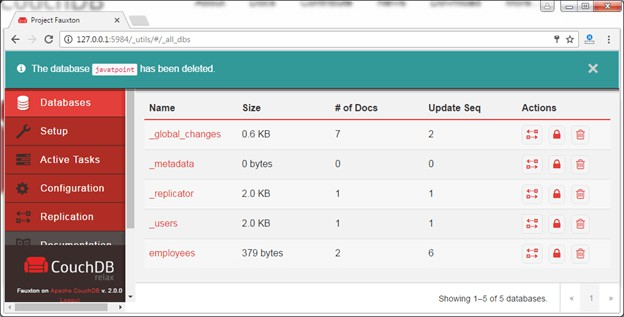 CouchDB
Project Fauxton
127.0.0.1:5984/_utils/#/_all_dbs
The database javatpoint has been deleted.
Databases
Setup
Active Tasks
Configuration
Replication
Documentation
CouchDB
relax
Fauxton on Apache CouchDB v. 2.0.0
Logout
Name Size # of Docs Update Seq Actions
_global_changes 0.6 KB 7 2
_metadata 0 bytes 0 0
_replicator 2.0 KB 1 1
_users 2.0 KB 1 1
employees 379 bytes 2 6
Showing 1–5 of 5 databases. « 1 »